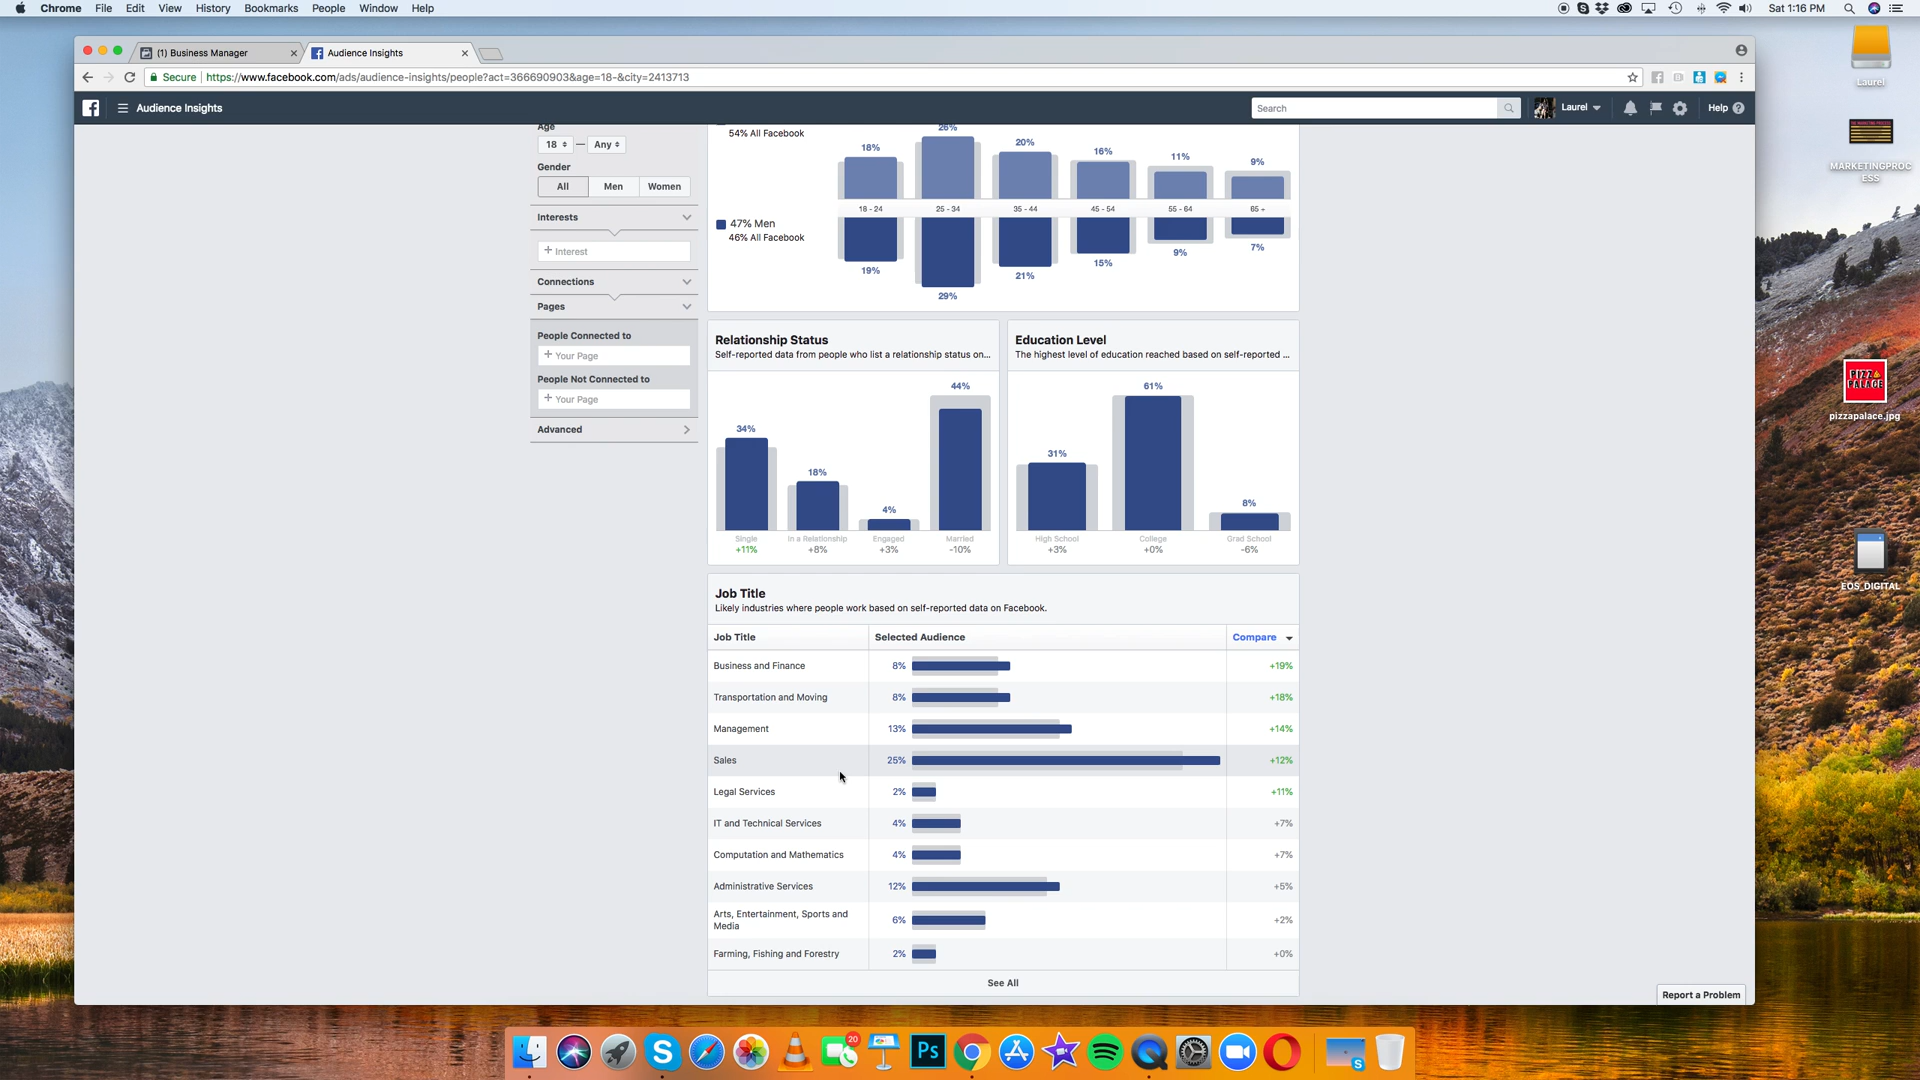 Chrome File Edit View History Bookmarks People Window Help
Sat 1:16 PM
(1) Business Manager
Audience Insights
Secure
https://www.facebook.com/ads/audience-insights/people?act=366690903&age=18-&city=2413713
Audience Insights
Search
Laurel
Help
Age
18 — Any
Gender
All Men Women
Interests
+ Interest
Connections
Pages
People Connected to
+ Your Page
People Not Connected to
+ Your Page
Advanced
54% All Facebook
18% 26% 20% 16% 11% 9%
18 - 24 25 - 34 35 - 44 45 - 54 55 - 64 65 +
47% Men
46% All Facebook
19% 29% 21% 15% 9% 7%
Relationship Status
Self-reported data from people who list a relationship status on...
34% 18% 4% 44%
Single In a Relationship Engaged Married
+11% +8% +3% -10%
Education Level
The highest level of education reached based on self-reported ...
31% 61% 8%
High School College Grad School
+3% +0% -6%
Job Title
Likely industries where people work based on self-reported data on Facebook.
Job Title Selected Audience Compare
Business and Finance 8% +19%
Transportation and Moving 8% +18%
Management 13% +14%
Sales 25% +12%
Legal Services 2% +11%
IT and Technical Services 4% +7%
Computation and Mathematics 4% +7%
Administrative Services 12% +5%
Arts, Entertainment, Sports and
Media 6% +2%
Farming, Fishing and Forestry 2% +0%
See All
Report a Problem
Laurel
MARKETINGPROC
ESS
PIZZ PALACE
pizzapalace.jpg
EOS_DIGITAL
20
Ps